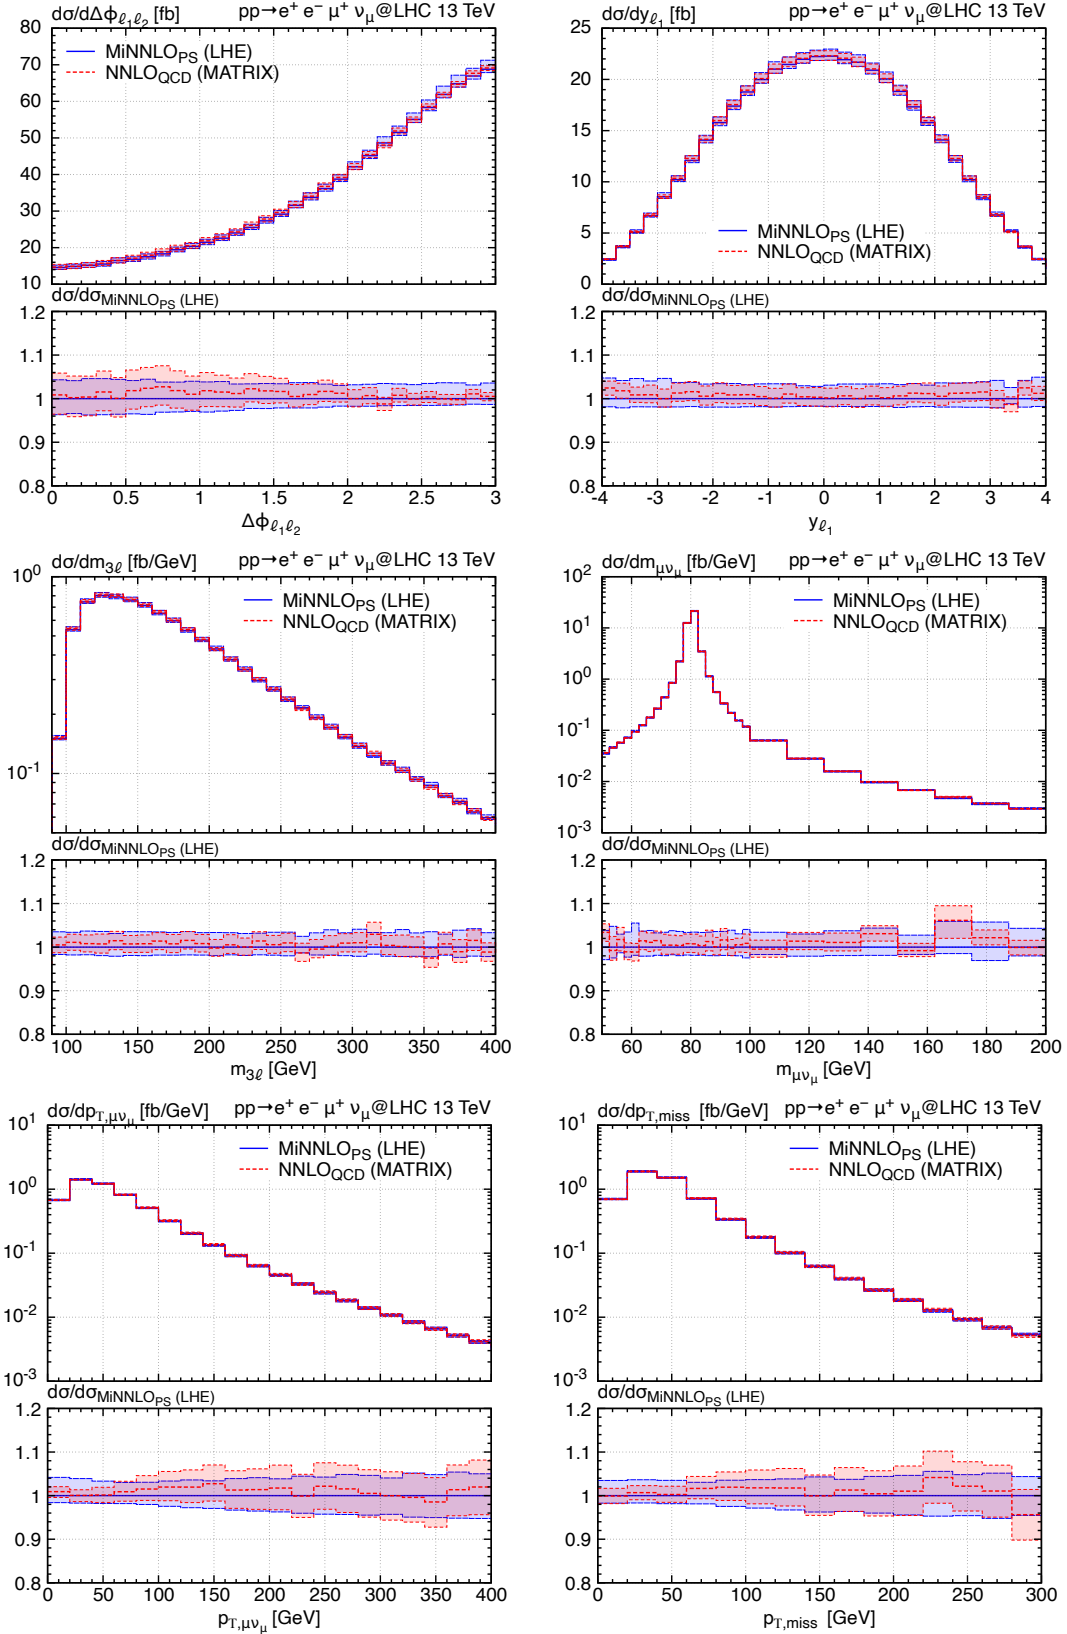 dσ/dΔϕℓ1ℓ2 [fb] pp→e+ e− μ+ νμ@LHC 13 TeV
80
70
60
50
40
30
20
10
MiNNLOPS (LHE)
NNLOQCD (MATRIX)
dσ/dσMiNNLOPS (LHE)
1.2
1.1
1
0.9
0.8
0 0.5 1 1.5 2 2.5 3
Δϕℓ1ℓ2
dσ/dyℓ1 [fb] pp→e+ e− μ+ νμ@LHC 13 TeV
25
20
15
10
5
0
MiNNLOPS (LHE)
NNLOQCD (MATRIX)
dσ/dσMiNNLOPS (LHE)
1.2
1.1
1
0.9
0.8
-4 -3 -2 -1 0 1 2 3 4
yℓ1
dσ/dm3ℓ [fb/GeV] pp→e+ e− μ+ νμ@LHC 13 TeV
10^0
10^-1
MiNNLOPS (LHE)
NNLOQCD (MATRIX)
dσ/dσMiNNLOPS (LHE)
1.2
1.1
1
0.9
0.8
100 150 200 250 300 350 400
m3ℓ [GeV]
dσ/dmμνμ [fb/GeV] pp→e+ e− μ+ νμ@LHC 13 TeV
10^2
10^1
10^0
10^-1
10^-2
10^-3
MiNNLOPS (LHE)
NNLOQCD (MATRIX)
dσ/dσMiNNLOPS (LHE)
1.2
1.1
1
0.9
0.8
60 80 100 120 140 160 180 200
mμνμ [GeV]
dσ/dpT,μνμ [fb/GeV] pp→e+ e− μ+ νμ@LHC 13 TeV
10^1
10^0
10^-1
10^-2
10^-3
MiNNLOPS (LHE)
NNLOQCD (MATRIX)
dσ/dσMiNNLOPS (LHE)
1.2
1.1
1
0.9
0.8
0 50 100 150 200 250 300 350 400
pT,μνμ [GeV]
dσ/dpT,miss [fb/GeV] pp→e+ e− μ+ νμ@LHC 13 TeV
10^1
10^0
10^-1
10^-2
10^-3
MiNNLOPS (LHE)
NNLOQCD (MATRIX)
dσ/dσMiNNLOPS (LHE)
1.2
1.1
1
0.9
0.8
0 50 100 150 200 250 300
pT,miss [GeV]